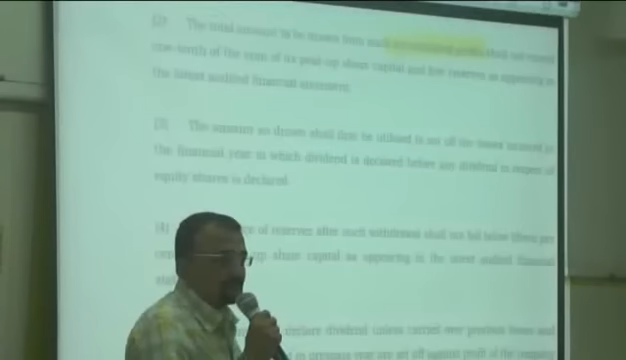 (2) The total amount to be drawn from such accumulated profits shall not exceed
one-tenth of the sum of its paid-up share capital and free reserves as appearing in
the latest audited financial statement.
(3) The amount so drawn shall first be utilised to set off the losses incurred in
the financial year in which dividend is declared before any dividend in respect of
equity shares is declared.
(4) of reserves after such withdrawal shall not fall below fifteen per
share capital as appearing in the latest audited financial
declare dividend unless carried over previous losses and
in previous year are set off against profit of the company